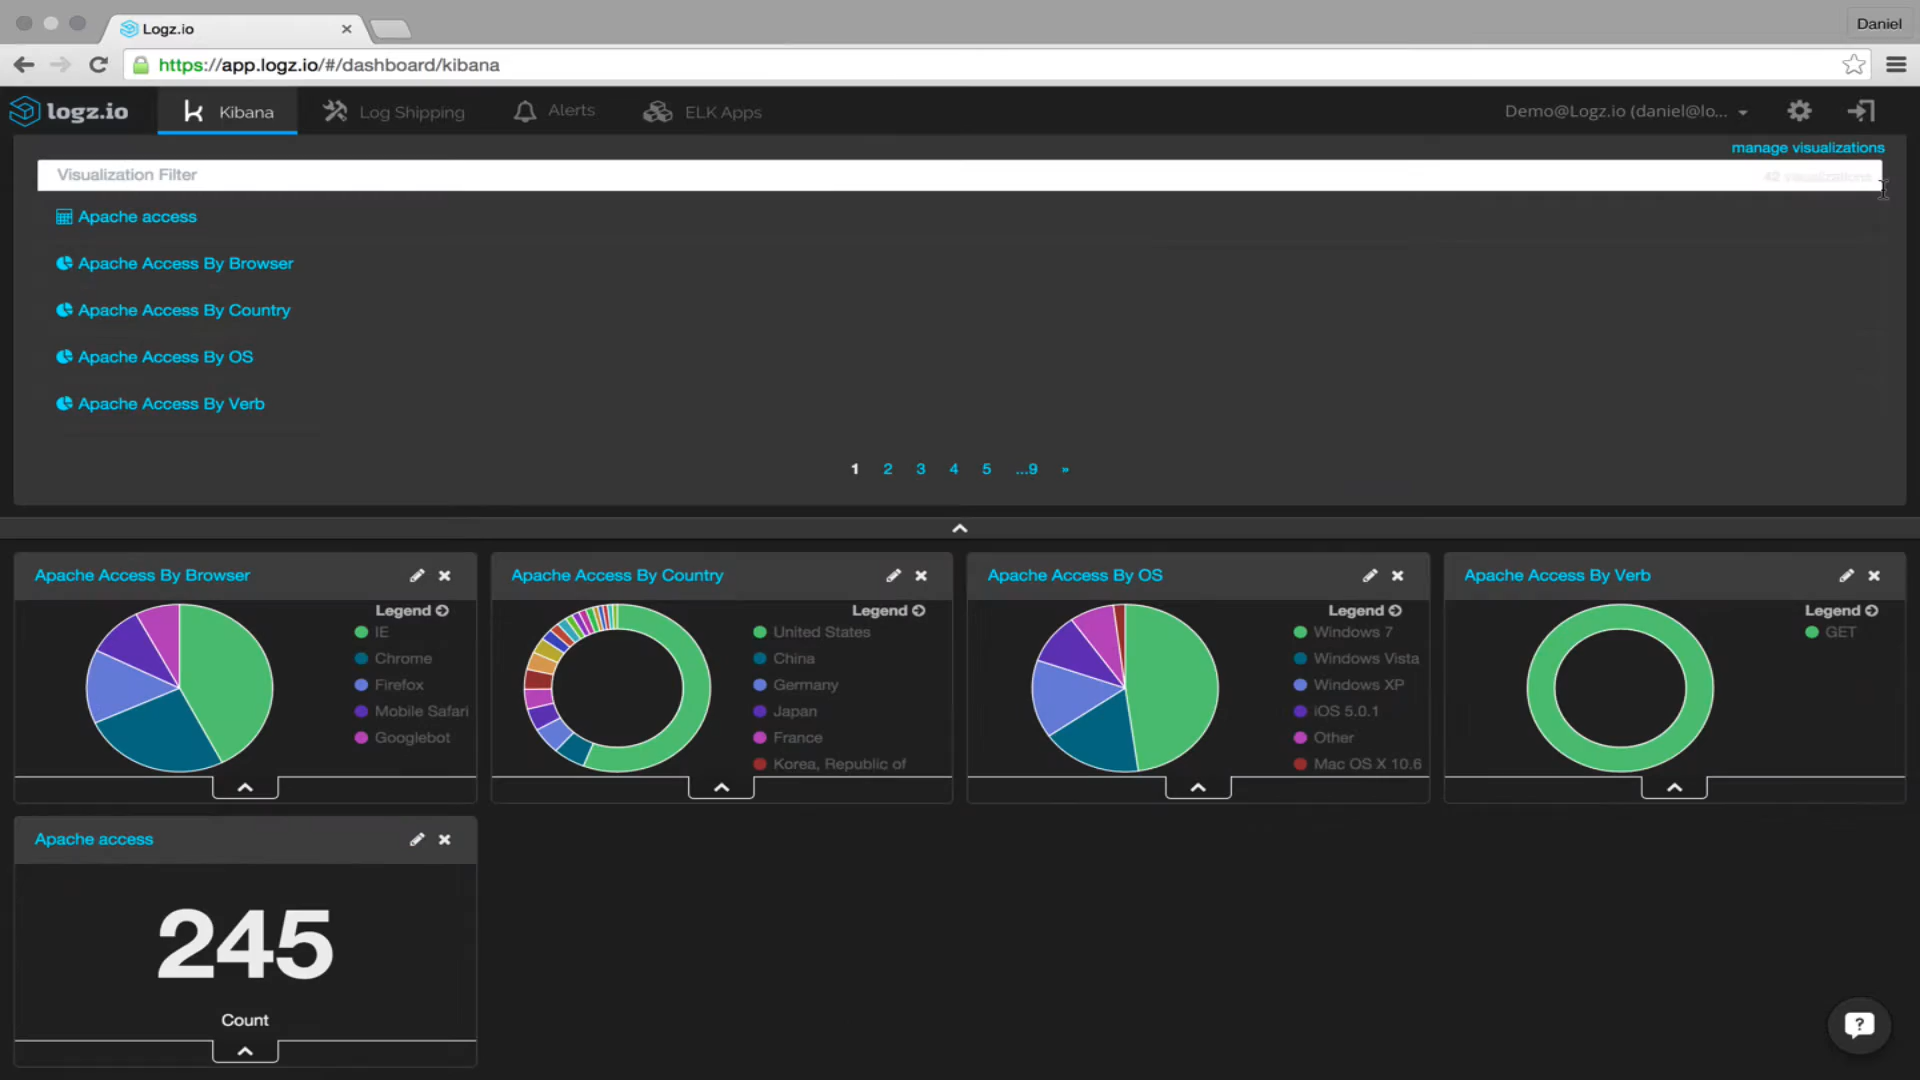 Logz.io
Daniel
https://app.logz.io/#/dashboard/kibana
logz.io
Kibana
Log Shipping
Alerts
ELK Apps
Demo@Logz.io (daniel@lo...
manage visualizations
Visualization Filter
42 visualizations
Apache access
Apache Access By Browser
Apache Access By Country
Apache Access By OS
Apache Access By Verb
1 2 3 4 5 ...9 »
Apache Access By Browser
Legend
IE
Chrome
Firefox
Mobile Safari
Googlebot
Apache Access By Country
Legend
United States
China
Germany
Japan
France
Korea, Republic of
Apache Access By OS
Legend
Windows 7
Windows Vista
Windows XP
iOS 5.0.1
Other
Mac OS X 10.6
Apache Access By Verb
Legend
GET
Apache access
245
Count